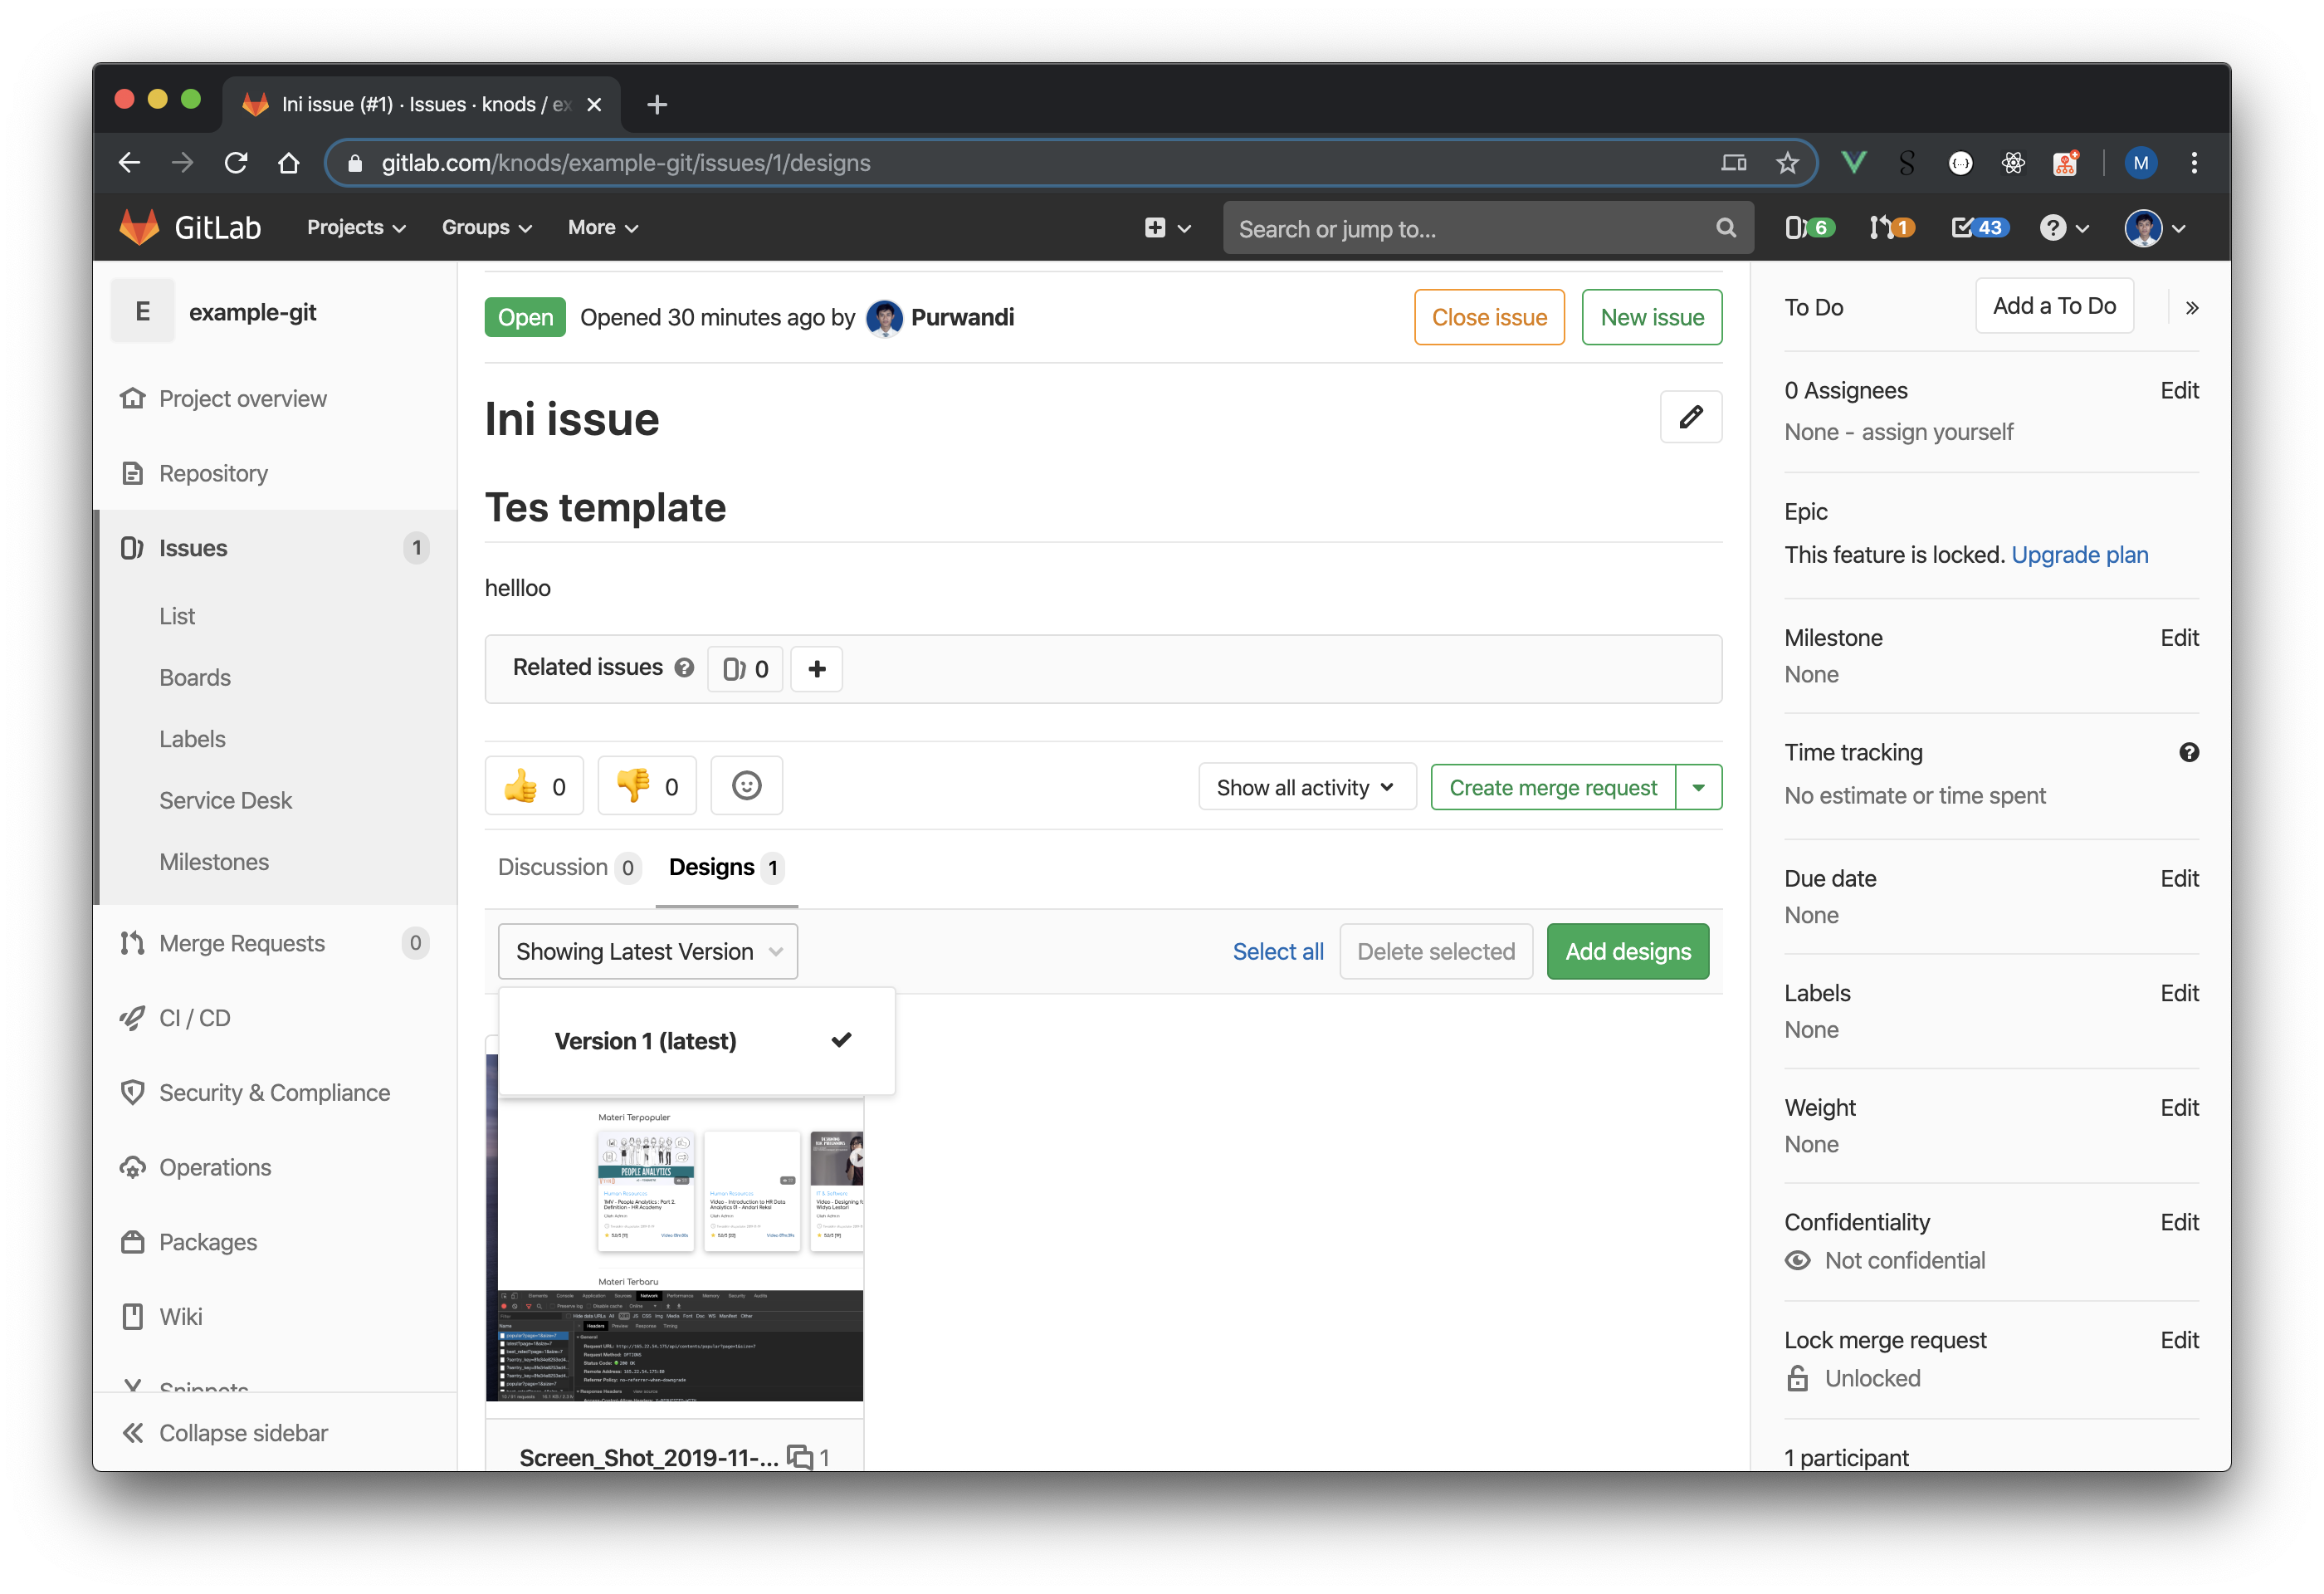 Ini issue (#1) · Issues · knods / ex
gitlab.com/knods/example-git/issues/1/designs
M
GitLab Projects Groups More Search or jump to... 6 1 43
E example-git
Project overview
Repository
Issues 1
List
Boards
Labels
Service Desk
Milestones
Merge Requests 0
CI / CD
Security & Compliance
Operations
Packages
Wiki
Snippets
Collapse sidebar
Open Opened 30 minutes ago by Purwandi Close issue New issue
Ini issue
Tes template
hellloo
Related issues 0
0 0 Show all activity Create merge request
Discussion 0 Designs 1
Showing Latest Version Select all Delete selected Add designs
Version 1 (latest)
Materi Terpopuler
PEOPLE ANALYTICS
Human Resources
Human Resources
IT & Software
Materi Terbaru
Screen_Shot_2019-11-... 1
To Do Add a To Do
0 Assignees Edit
None - assign yourself
Epic
This feature is locked. Upgrade plan
Milestone Edit
None
Time tracking
No estimate or time spent
Due date Edit
None
Labels Edit
None
Weight Edit
None
Confidentiality Edit
Not confidential
Lock merge request Edit
Unlocked
1 participant